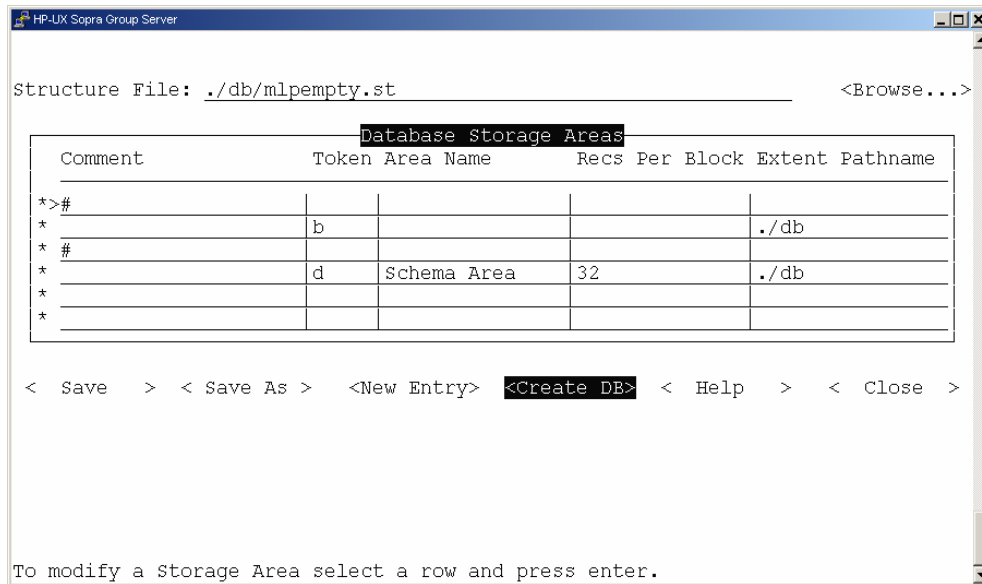 HP-UX Sopra Group Server
Structure File: ./db/mlpempty.st <Browse...>
Database Storage Areas
Comment Token Area Name Recs Per Block Extent Pathname
*>#
* b ./db
* #
* d Schema Area 32 ./db
*
*
< Save > < Save As > <New Entry> <Create DB> < Help > < Close >
To modify a Storage Area select a row and press enter.